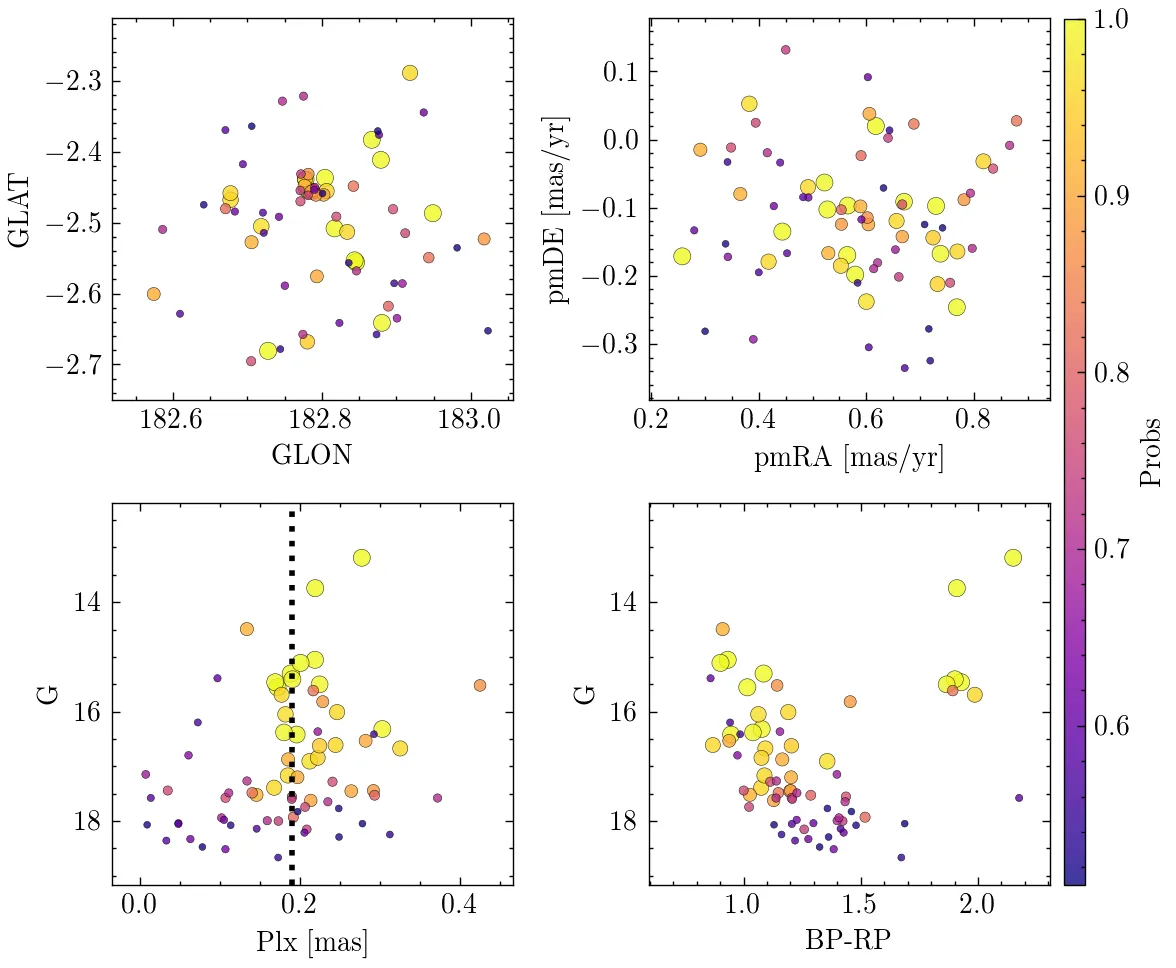 −2.3
−2.4
−2.5
−2.6
−2.7
GLAT
182.6 182.8 183.0
GLON
0.1
0.0
−0.1
−0.2
−0.3
pmDE [mas/yr]
0.2 0.4 0.6 0.8
pmRA [mas/yr]
1.0
0.9
0.8
0.7
0.6
Probs
14
16
18
G
0.0 0.2 0.4
Plx [mas]
14
16
18
G
1.0 1.5 2.0
BP-RP